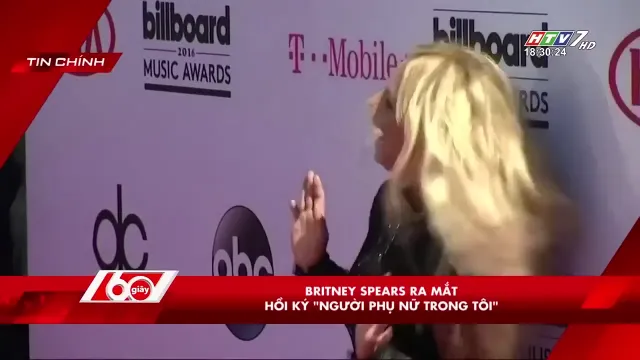 TIN CHÍNH
billboard
2016
MUSIC AWARDS
T··Mobile
billboard
AWARDS
HTV7 HD
18:30:24
dc
abc
60 giây
BRITNEY SPEARS RA MẮT
HỒI KÝ "NGƯỜI PHỤ NỮ TRONG TÔI"